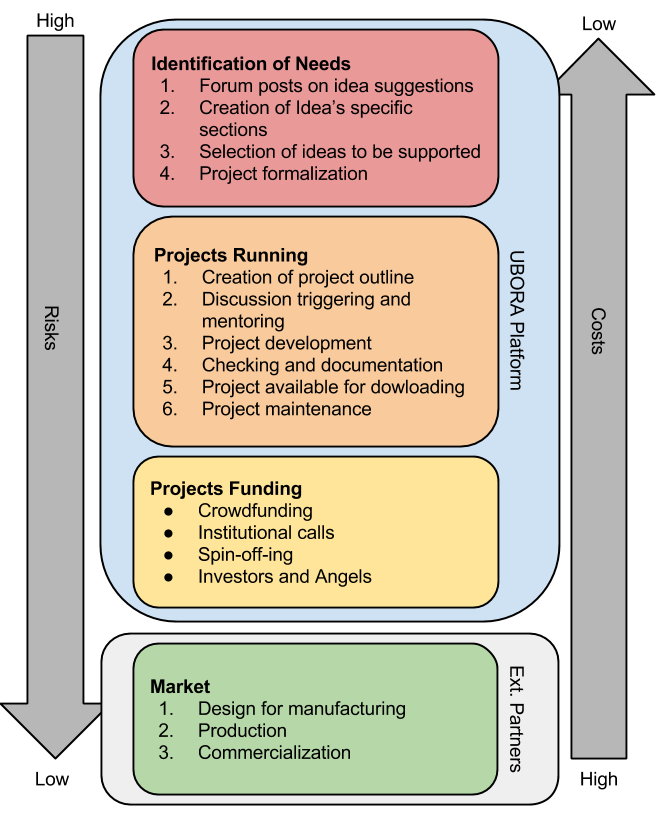 High
Low
Identification of Needs
1. Forum posts on idea suggestions
2. Creation of Idea's specific
sections
3. Selection of ideas to be supported
4. Project formalization
Projects Running
1. Creation of project outline
2. Discussion triggering and
mentoring
3. Project development
4. Checking and documentation
5. Project available for dowloading
6. Project maintenance
UBORA Platform
Risks
Costs
Projects Funding
● Crowdfunding
● Institutional calls
● Spin-off-ing
● Investors and Angels
Market
1. Design for manufacturing
2. Production
3. Commercialization
Ext. Partners
Low
High